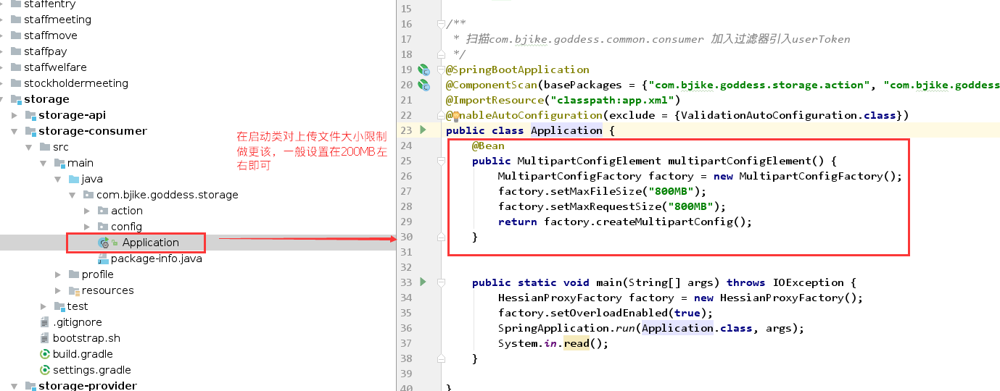 staffentry
staffmeeting
staffmove
staffpay
staffwelfare
stockholdermeeting
storage
storage-api
storage-consumer
src
main
java
com.bjike.goddess.storage
action
config
Application
package-info.java
profile
resources
test
.gitignore
bootstrap.sh
build.gradle
settings.gradle
storage-provider
在启动类对上传文件大小限制
做更该，一般设置在200MB左
右即可
15
16 /**
17 * 扫描com.bjike.goddess.common.consumer 加入过滤器引入userToken
18 */
19 @SpringBootApplication
20 @ComponentScan(basePackages = {"com.bjike.goddess.storage.action", "com.bjike.goddess
21 @ImportResource("classpath:app.xml")
22 @EnableAutoConfiguration(exclude = {ValidationAutoConfiguration.class})
23 public class Application {
24 @Bean
25 public MultipartConfigElement multipartConfigElement() {
26 MultipartConfigFactory factory = new MultipartConfigFactory();
27 factory.setMaxFileSize("800MB");
28 factory.setMaxRequestSize("800MB");
29 return factory.createMultipartConfig();
30 }
31
32
33 public static void main(String[] args) throws IOException {
34 HessianProxyFactory factory = new HessianProxyFactory();
35 factory.setOverloadEnabled(true);
36 SpringApplication.run(Application.class, args);
37 System.in.read();
38 }
39
40 }